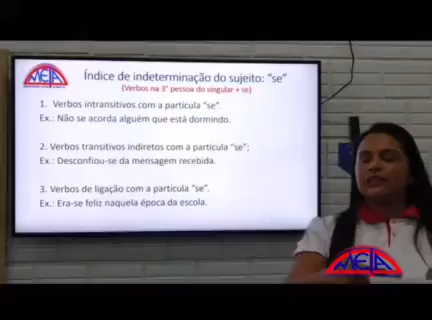 META
Índice de indeterminação do sujeito: "se"
(Verbos na 3ª pessoa do singular + se)
1. Verbos intransitivos com a partícula "se".
Ex.: Não se acorda alguém que está dormindo.
2. Verbos transitivos indiretos com a partícula "se";
Ex.: Desconfiou-se da mensagem recebida.
3. Verbos de ligação com a partícula "se".
Ex.: Era-se feliz naquela época da escola.
META